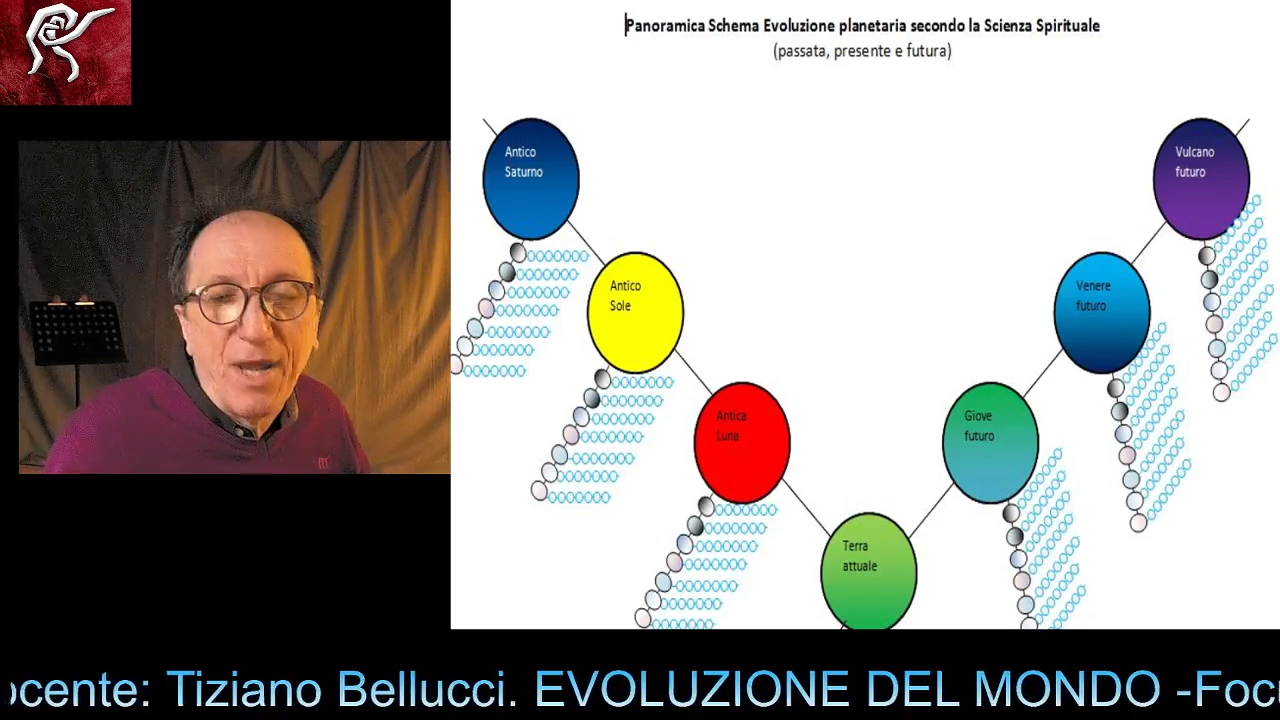 Panoramica Schema Evoluzione planetaria secondo la Scienza Spirituale
(passata, presente e futura)
Antico
Saturno
Vulcano
futuro
Antico
Sole
Venere
futuro
Antica
Luna
Giove
futuro
Terra
attuale
ocente: Tiziano Bellucci. EVOLUZIONE DEL MONDO -Foc